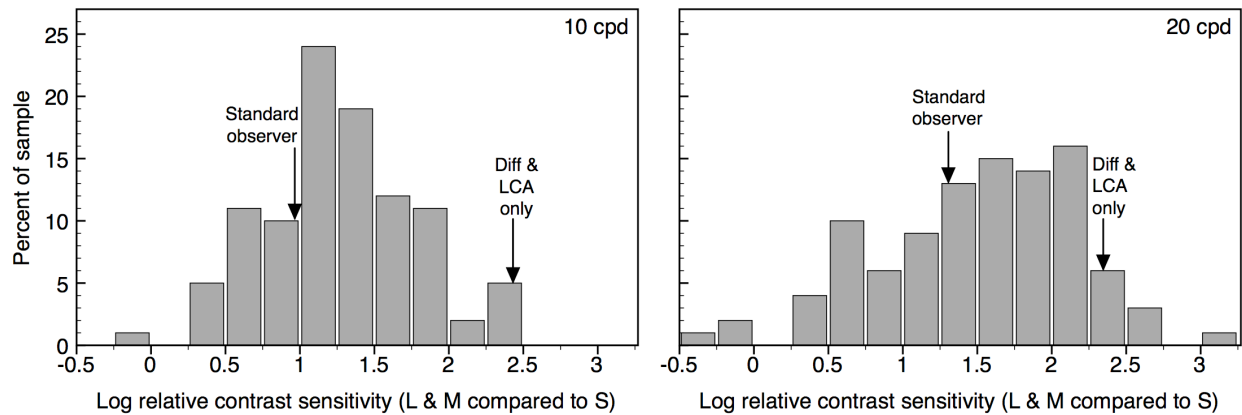 10 cpd
20 cpd
Percent of sample
25
20
15
10
5
0
Standard
observer
Diff &
LCA
only
Standard
observer
Diff &
LCA
only
-0.5 0 0.5 1 1.5 2 2.5 3
-0.5 0 0.5 1 1.5 2 2.5 3
Log relative contrast sensitivity (L & M compared to S)
Log relative contrast sensitivity (L & M compared to S)